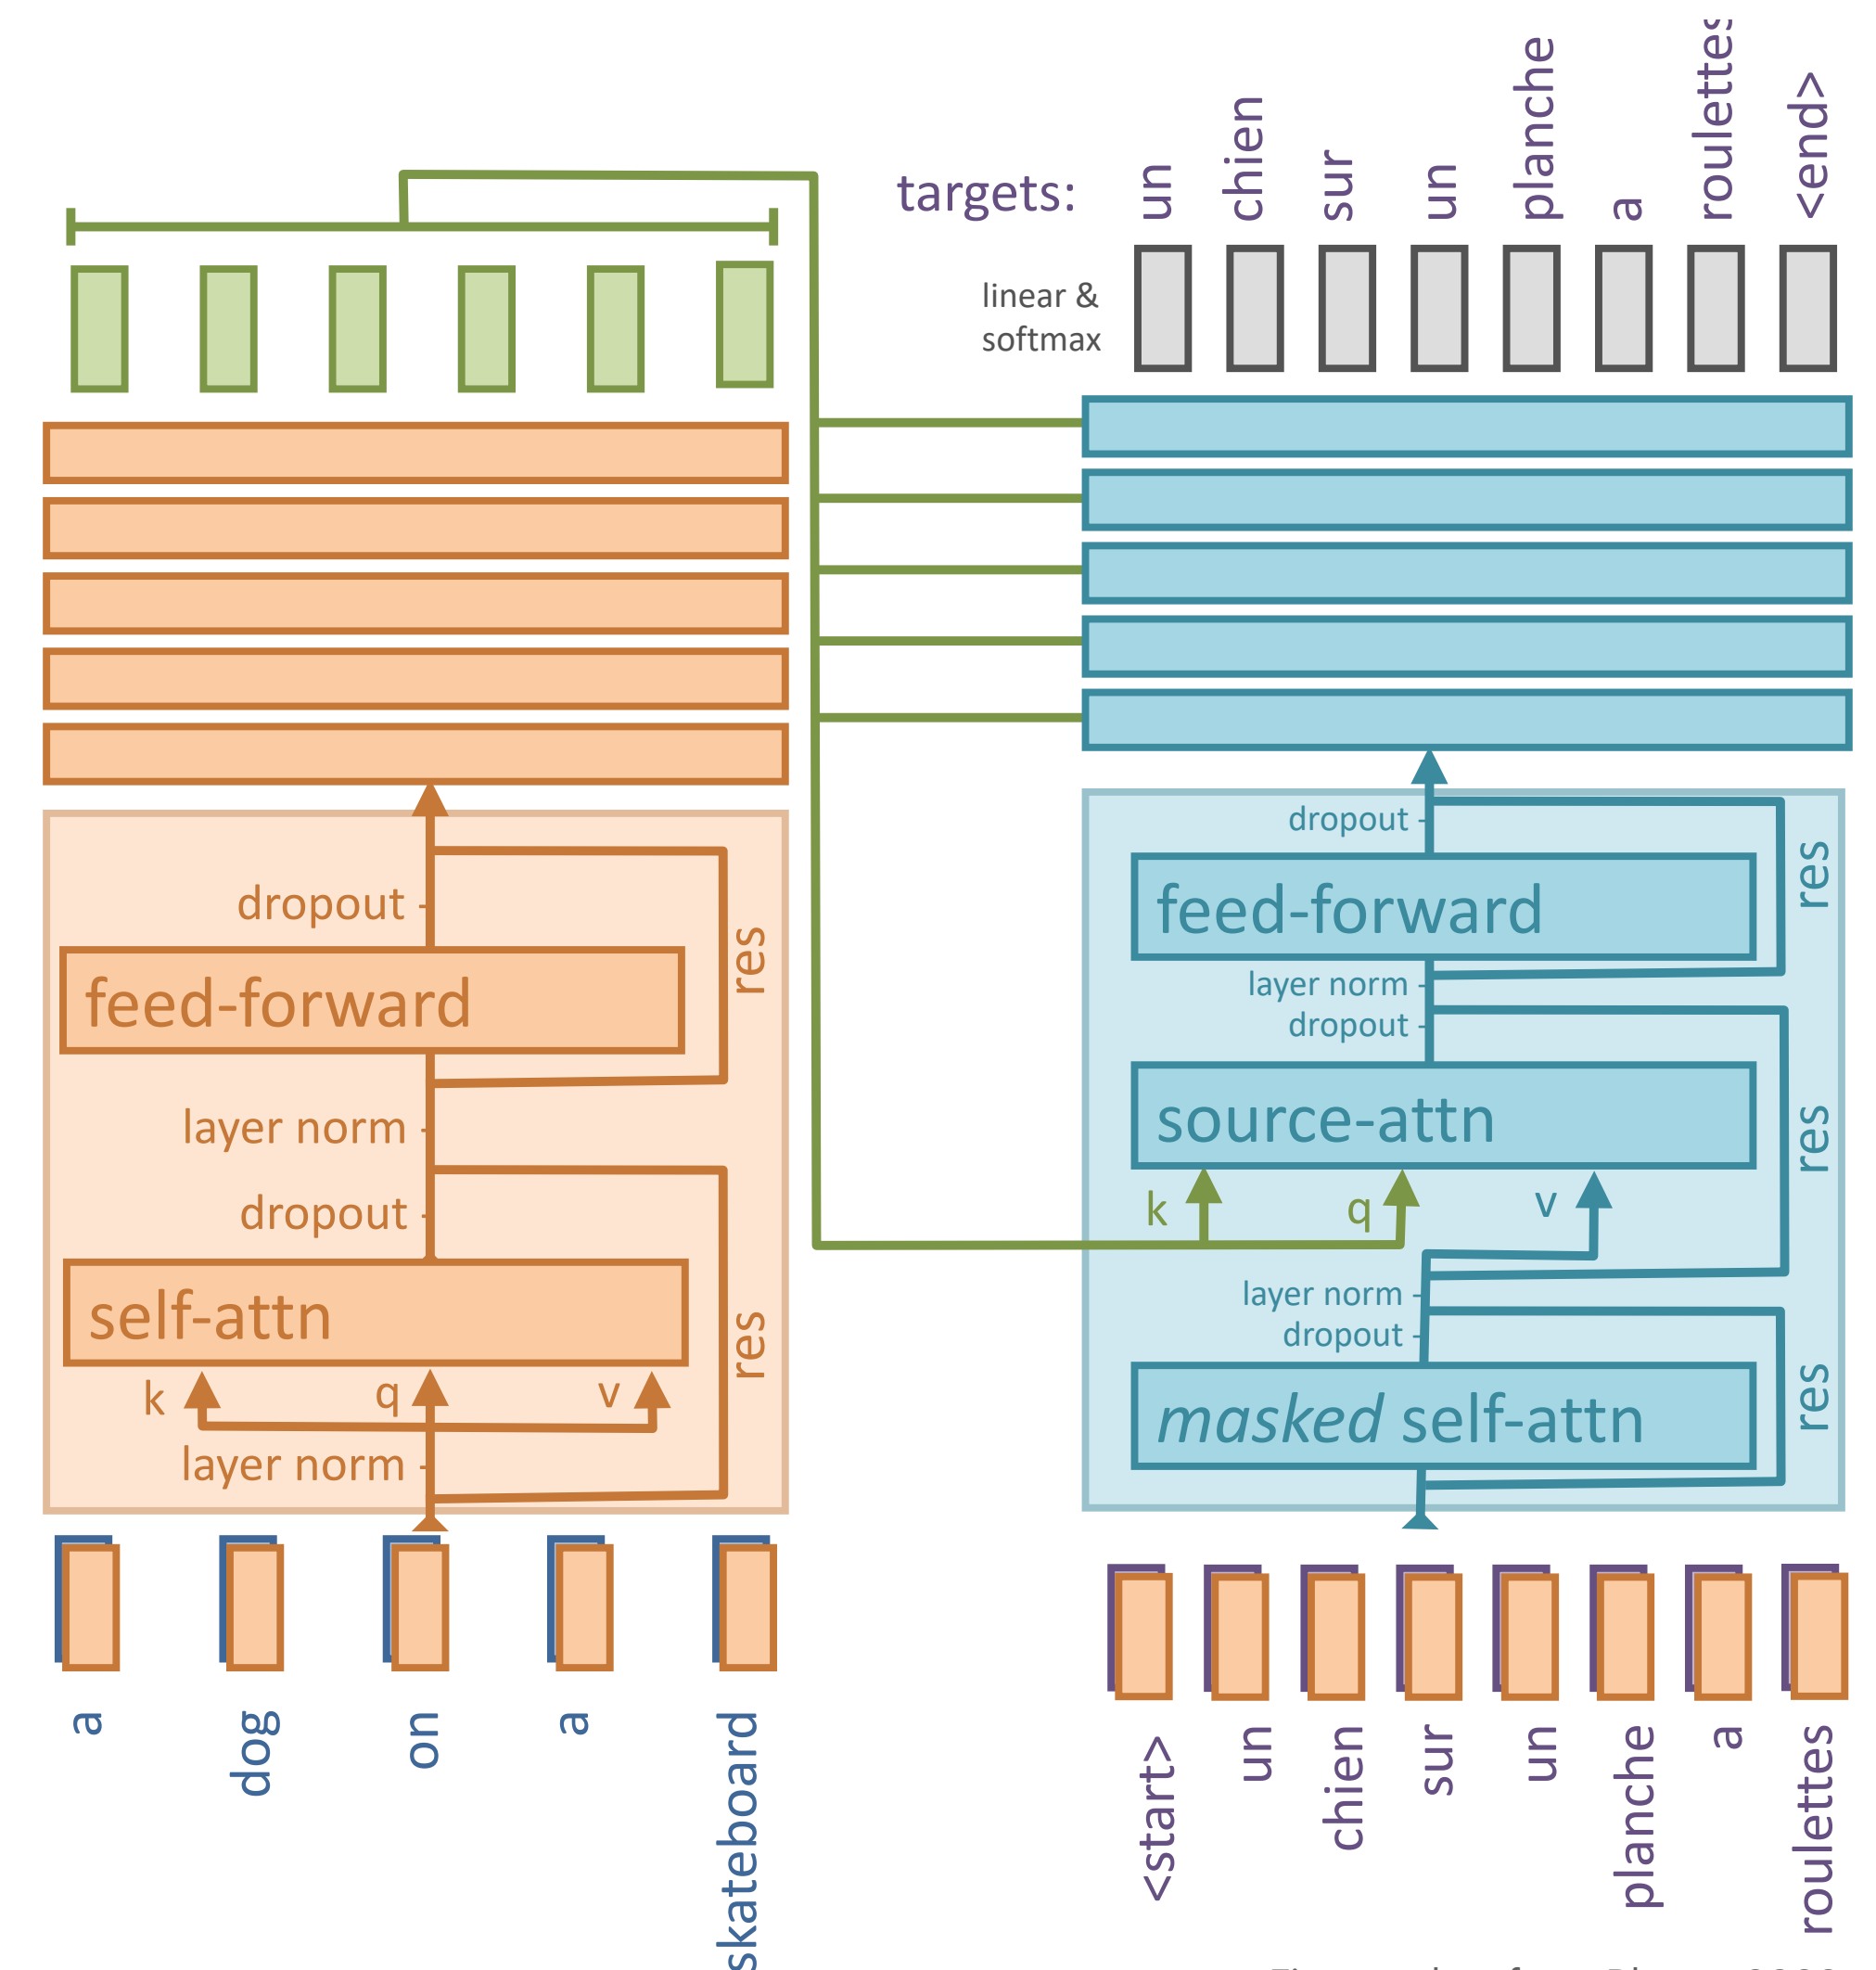 targets:
un
chien
sur
un
planche
a
roulettes
<end>
linear &
softmax
dropout
feed-forward
res
layer norm
dropout
self-attn
res
k
q
v
layer norm
a
dog
on
a
skateboard
dropout
feed-forward
res
layer norm
dropout
source-attn
res
k
q
v
layer norm
dropout
masked self-attn
res
<start>
un
chien
sur
un
planche
a
roulettes